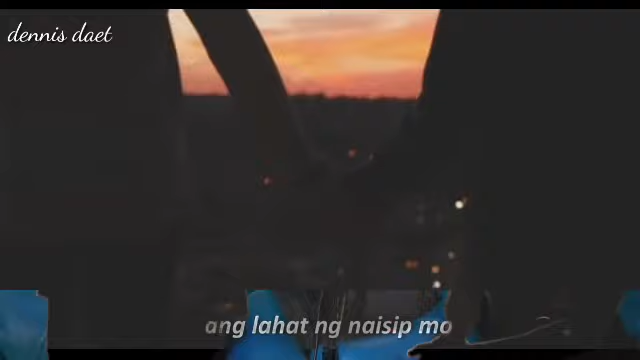 dennis daet
ang lahat ng naisip mo